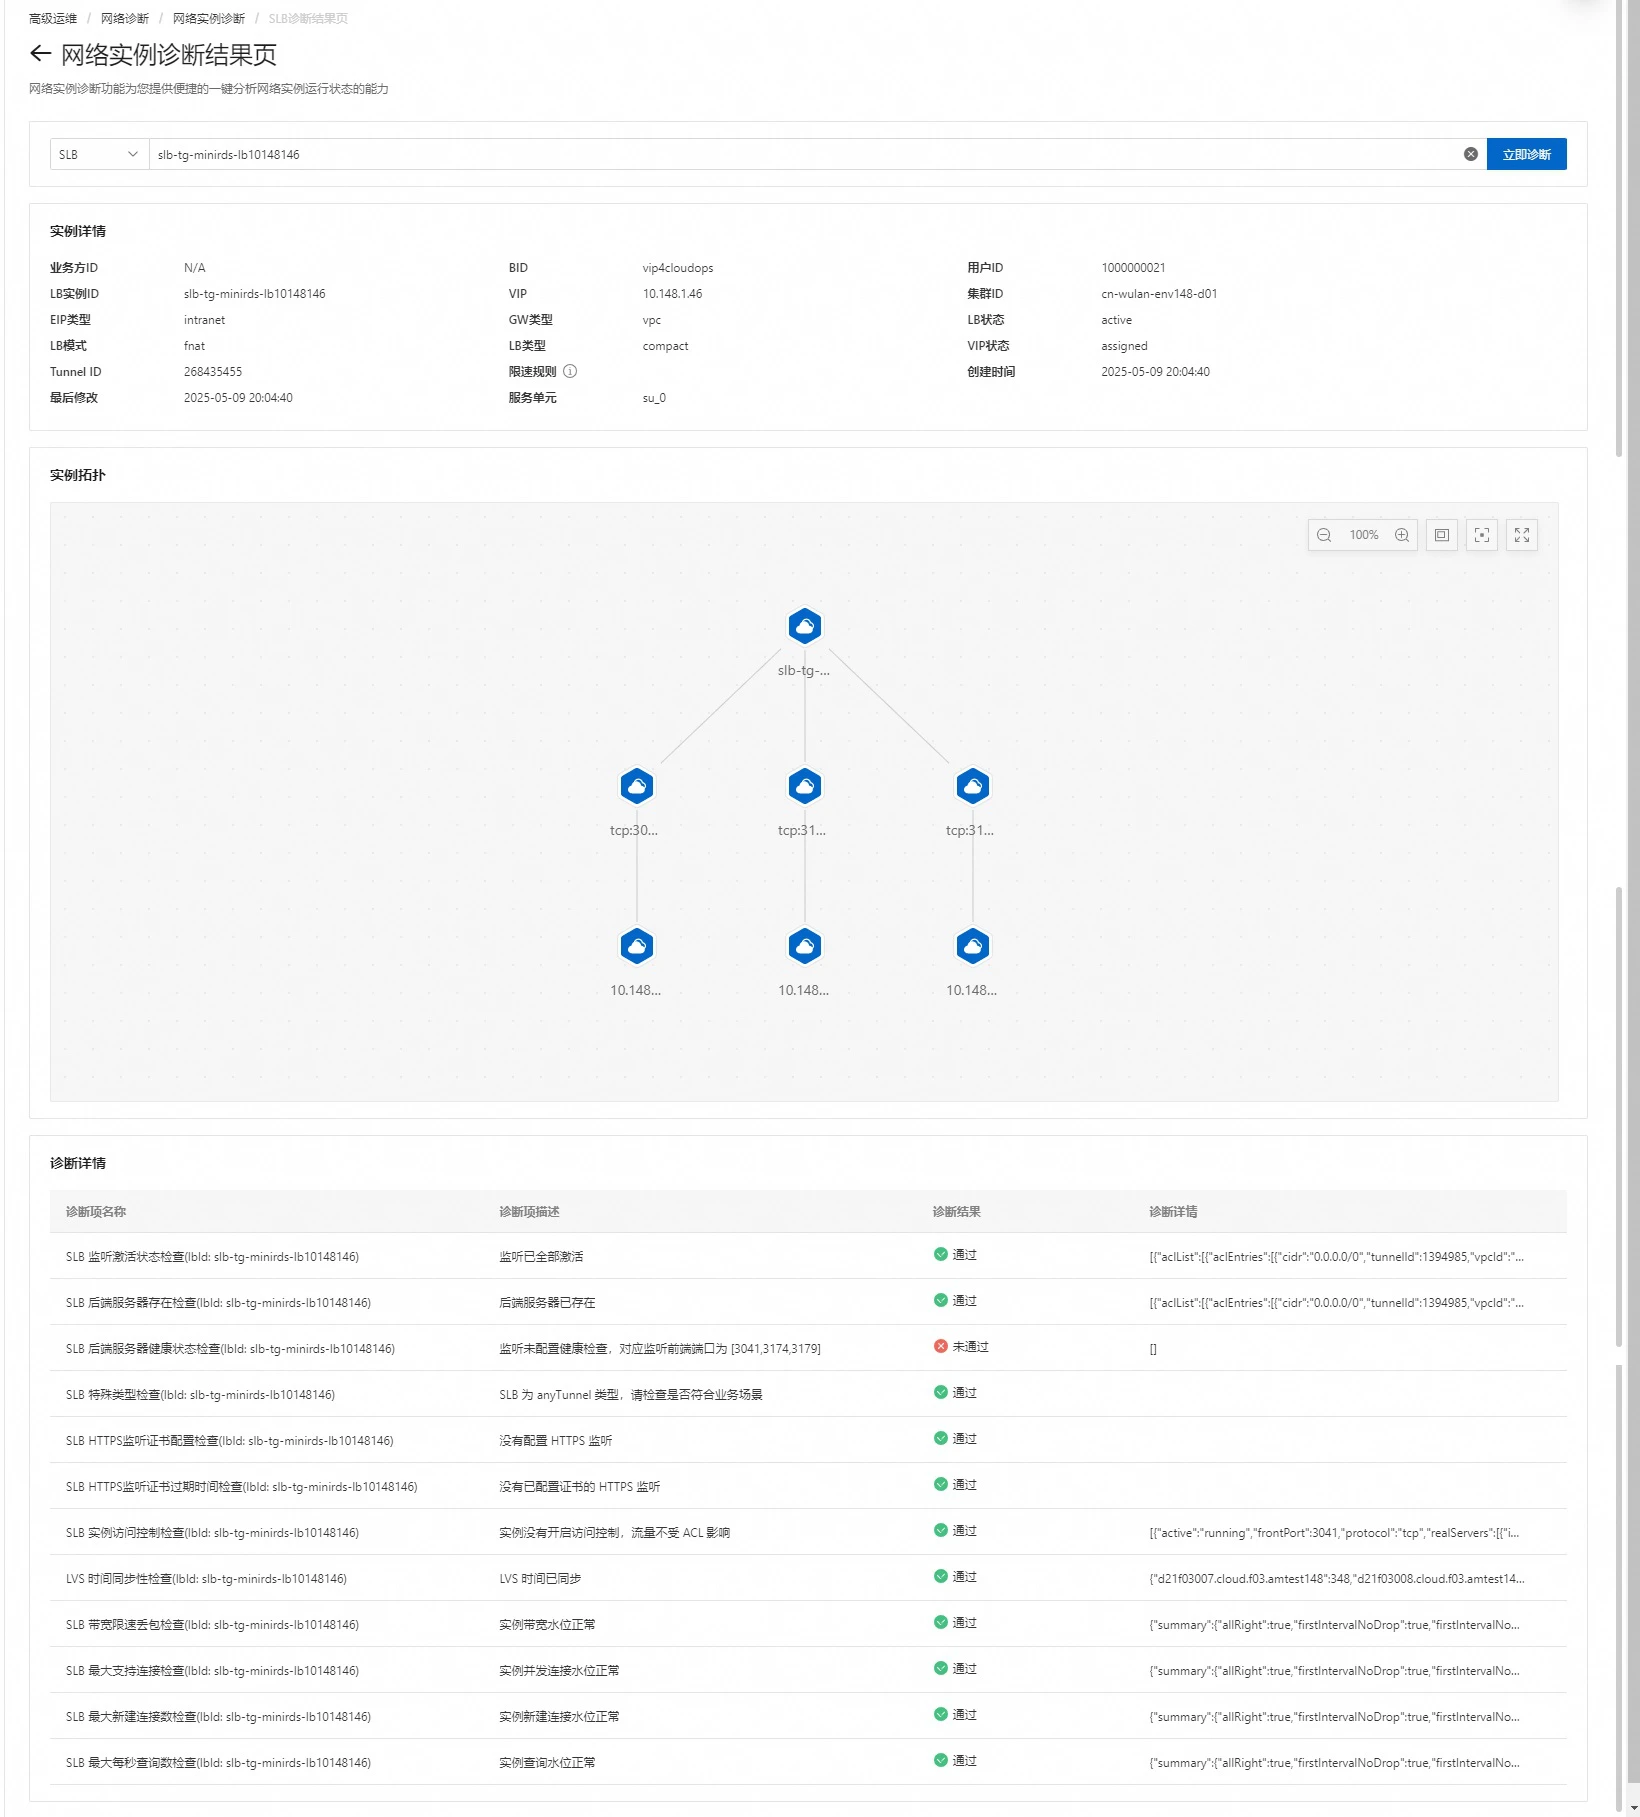 高级运维 / 网络诊断 / 网络实例诊断 / SLB诊断结果页
网络实例诊断结果页
网络实例诊断功能为您提供便捷的一键分析网络实例运行状态的能力
SLB slb-tg-minirds-lb10148146 立即诊断
实例详情
业务方ID N/A BID vip4cloudops 用户ID 1000000021
LB实例ID slb-tg-minirds-lb10148146 VIP 10.148.1.46 集群ID cn-wulan-env148-d01
EIP类型 intranet GW类型 vpc LB状态 active
LB模式 fnat LB类型 compact VIP状态 assigned
Tunnel ID 268435455 限速规则 创建时间 2025-05-09 20:04:40
最后修改 2025-05-09 20:04:40 服务单元 su_0
实例拓扑
100%
slb-tg-...
tcp:30... tcp:31... tcp:31...
10.148... 10.148... 10.148...
诊断详情
诊断项名称 诊断项描述 诊断结果 诊断详情
SLB 监听激活状态检查(lbId: slb-tg-minirds-lb10148146) 监听已全部激活 通过 [{"aclList":[{"aclEntries":[{"cidr":"0.0.0.0/0","tunnelId":1394985,"vpcId":"...
SLB 后端服务器存在检查(lbId: slb-tg-minirds-lb10148146) 后端服务器已存在 通过 [{"aclList":[{"aclEntries":[{"cidr":"0.0.0.0/0","tunnelId":1394985,"vpcId":"...
SLB 后端服务器健康状态检查(lbId: slb-tg-minirds-lb10148146) 监听未配置健康检查，对应监听前端端口为 [3041,3174,3179] 未通过 []
SLB 特殊类型检查(lbId: slb-tg-minirds-lb10148146) SLB 为 anyTunnel 类型，请检查是否符合业务场景 通过
SLB HTTPS监听证书配置检查(lbId: slb-tg-minirds-lb10148146) 没有配置 HTTPS 监听 通过
SLB HTTPS监听证书过期时间检查(lbId: slb-tg-minirds-lb10148146) 没有已配置证书的 HTTPS 监听 通过
SLB 实例访问控制检查(lbId: slb-tg-minirds-lb10148146) 实例没有开启访问控制，流量不受 ACL 影响 通过 [{"active":"running","frontPort":3041,"protocol":"tcp","realServers":[{"i...
LVS 时间同步性检查(lbId: slb-tg-minirds-lb10148146) LVS 时间已同步 通过 {"d21f03007.cloud.f03.amtest148":348,"d21f03008.cloud.f03.amtest14...
SLB 带宽限速丢包检查(lbId: slb-tg-minirds-lb10148146) 实例带宽水位正常 通过 {"summary":{"allRight":true,"firstIntervalNoDrop":true,"firstIntervalNo...
SLB 最大支持连接检查(lbId: slb-tg-minirds-lb10148146) 实例并发连接水位正常 通过 {"summary":{"allRight":true,"firstIntervalNoDrop":true,"firstIntervalNo...
SLB 最大新建连接数检查(lbId: slb-tg-minirds-lb10148146) 实例新建连接水位正常 通过 {"summary":{"allRight":true,"firstIntervalNoDrop":true,"firstIntervalNo...
SLB 最大每秒查询数检查(lbId: slb-tg-minirds-lb10148146) 实例查询水位正常 通过 {"summary":{"allRight":true,"firstIntervalNoDrop":true,"firstIntervalNo...